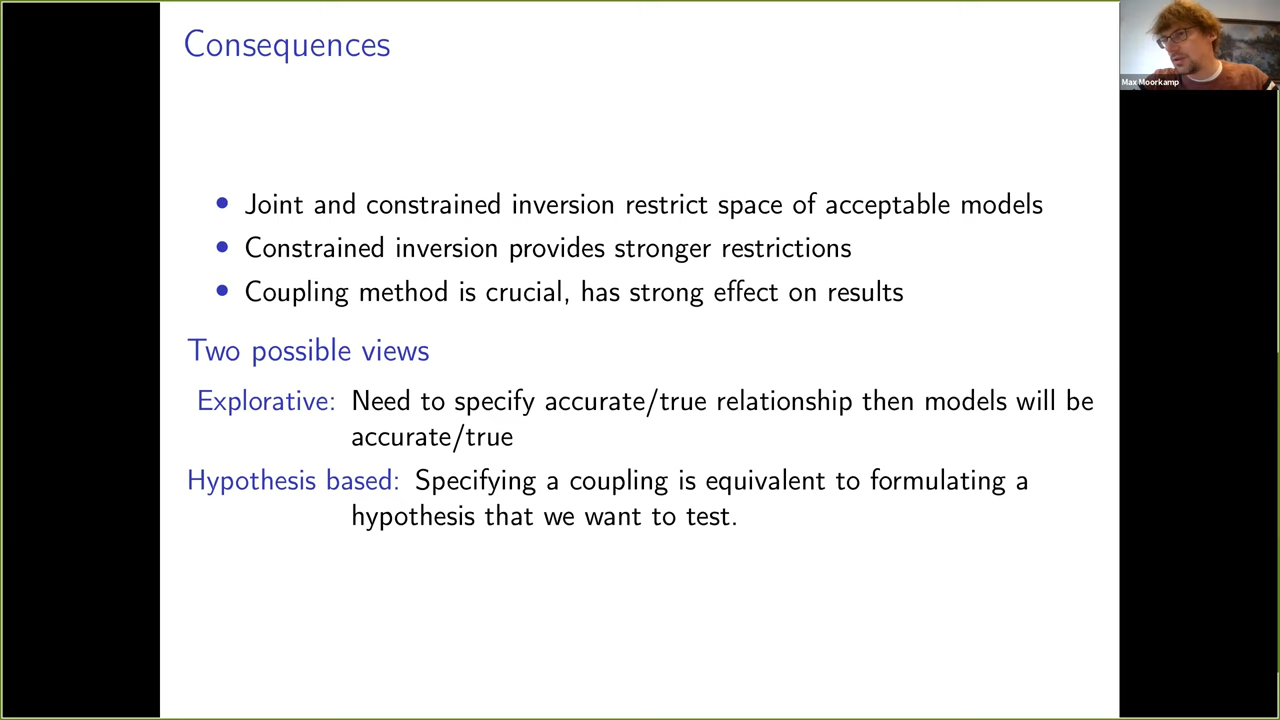 Consequences
Max Moorkamp
• Joint and constrained inversion restrict space of acceptable models
• Constrained inversion provides stronger restrictions
• Coupling method is crucial, has strong effect on results
Two possible views
Explorative: Need to specify accurate/true relationship then models will be
accurate/true
Hypothesis based: Specifying a coupling is equivalent to formulating a
hypothesis that we want to test.